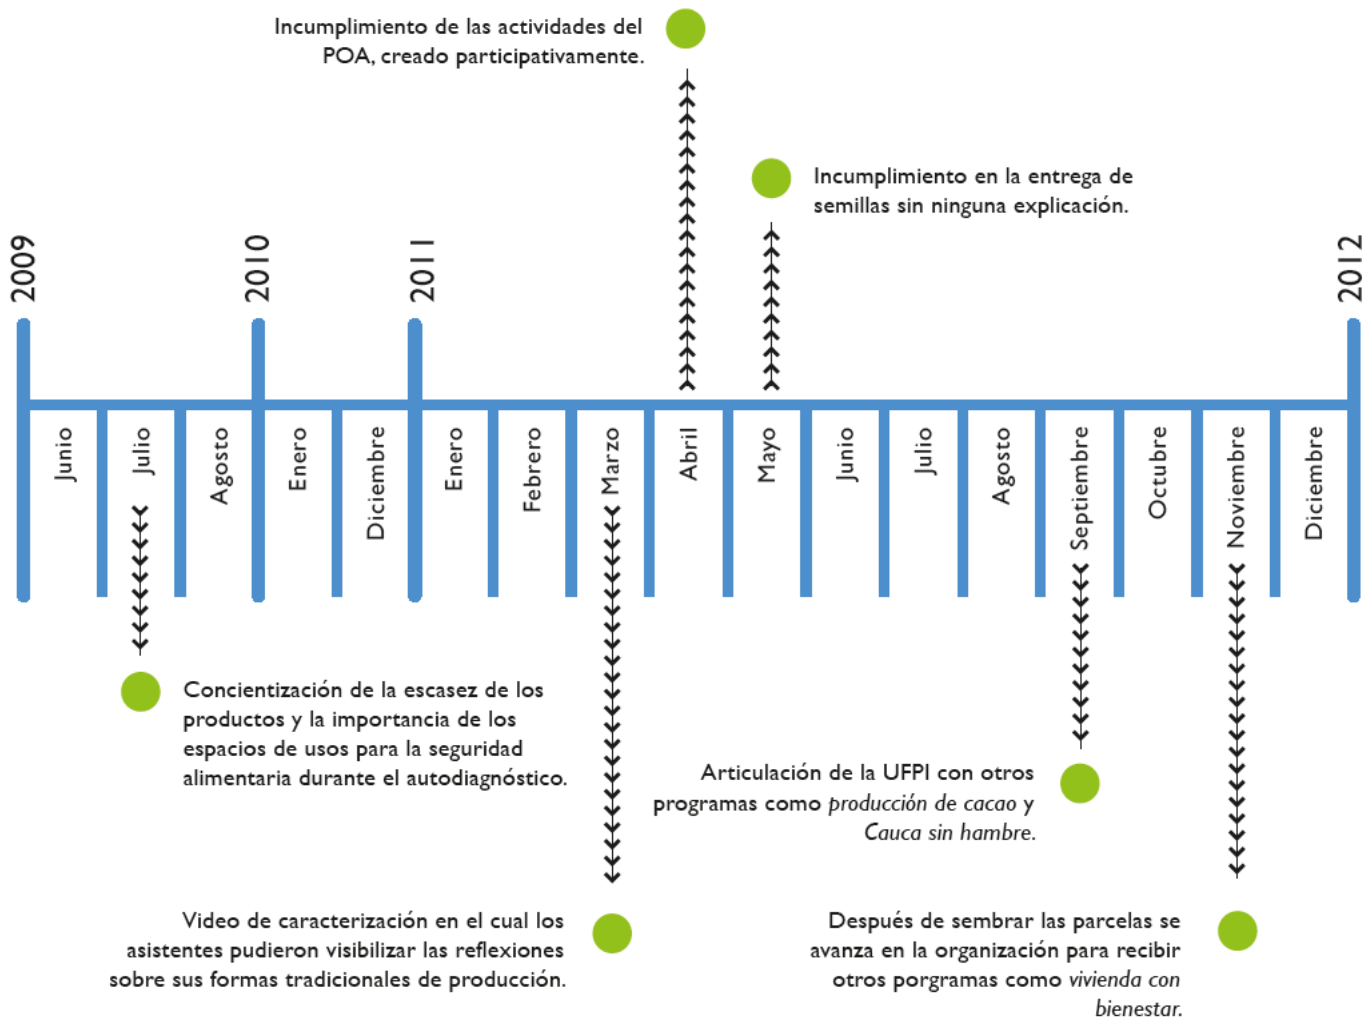 Incumplimiento de las actividades del
POA, creado participativamente.
Incumplimiento en la entrega de
semillas sin ninguna explicación.
2009
2010
2011
2012
Junio
Julio
Agosto
Enero
Diciembre
Enero
Febrero
Marzo
Abril
Mayo
Junio
Julio
Agosto
Septiembre
Octubre
Noviembre
Diciembre
Concientización de la escasez de los
productos y la importancia de los
espacios de usos para la seguridad
alimentaria durante el autodiagnóstico.
Articulación de la UFPI con otros
programas como producción de cacao y
Cauca sin hambre.
Video de caracterización en el cual los
asistentes pudieron visibilizar las reflexiones
sobre sus formas tradicionales de producción.
Después de sembrar las parcelas se
avanza en la organización para recibir
otros porgramas como vivienda con
bienestar.